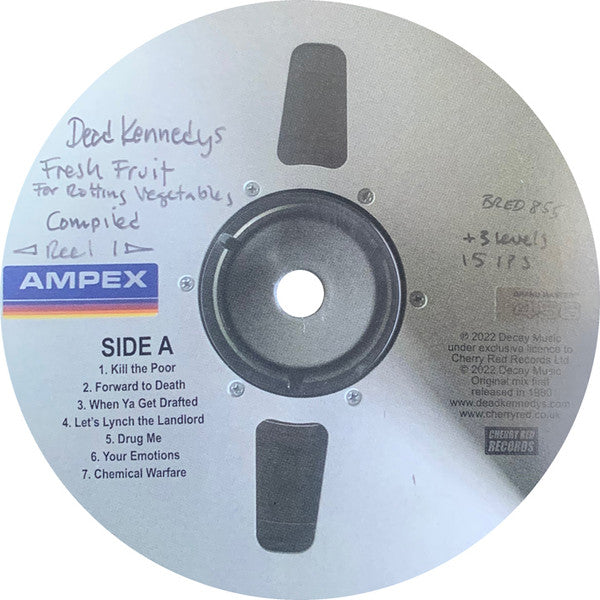 Dead Kennedys
Fresh Fruit
For Rotting Vegetables
Compiled
◁ Reel 1 ▷
AMPEX
SIDE A
1. Kill the Poor
2. Forward to Death
3. When Ya Get Drafted
4. Let's Lynch the Landlord
5. Drug Me
6. Your Emotions
7. Chemical Warfare
BRED 855
+3 levels
15 IPS
GRAND MASTER
456
℗ 2022 Decay Music
under exclusive licence to
Cherry Red Records Ltd
© 2022 Decay Music
Original mix first
released in 1980
www.deadkennedys.com
www.cherryred.co.uk
CHERRY RED
RECORDS